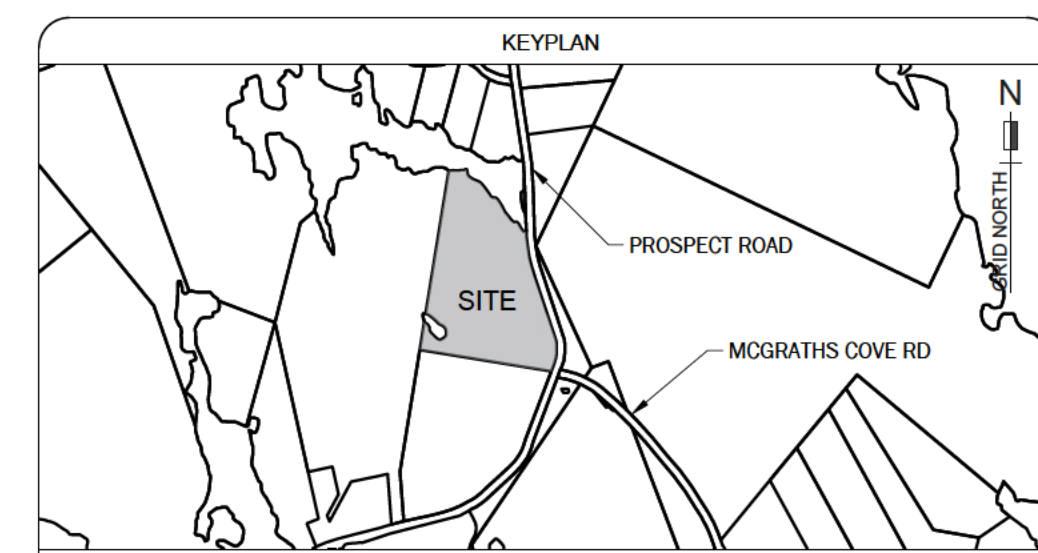 KEYPLAN
N
GRID NORTH
PROSPECT ROAD
SITE
MCGRATHS COVE RD